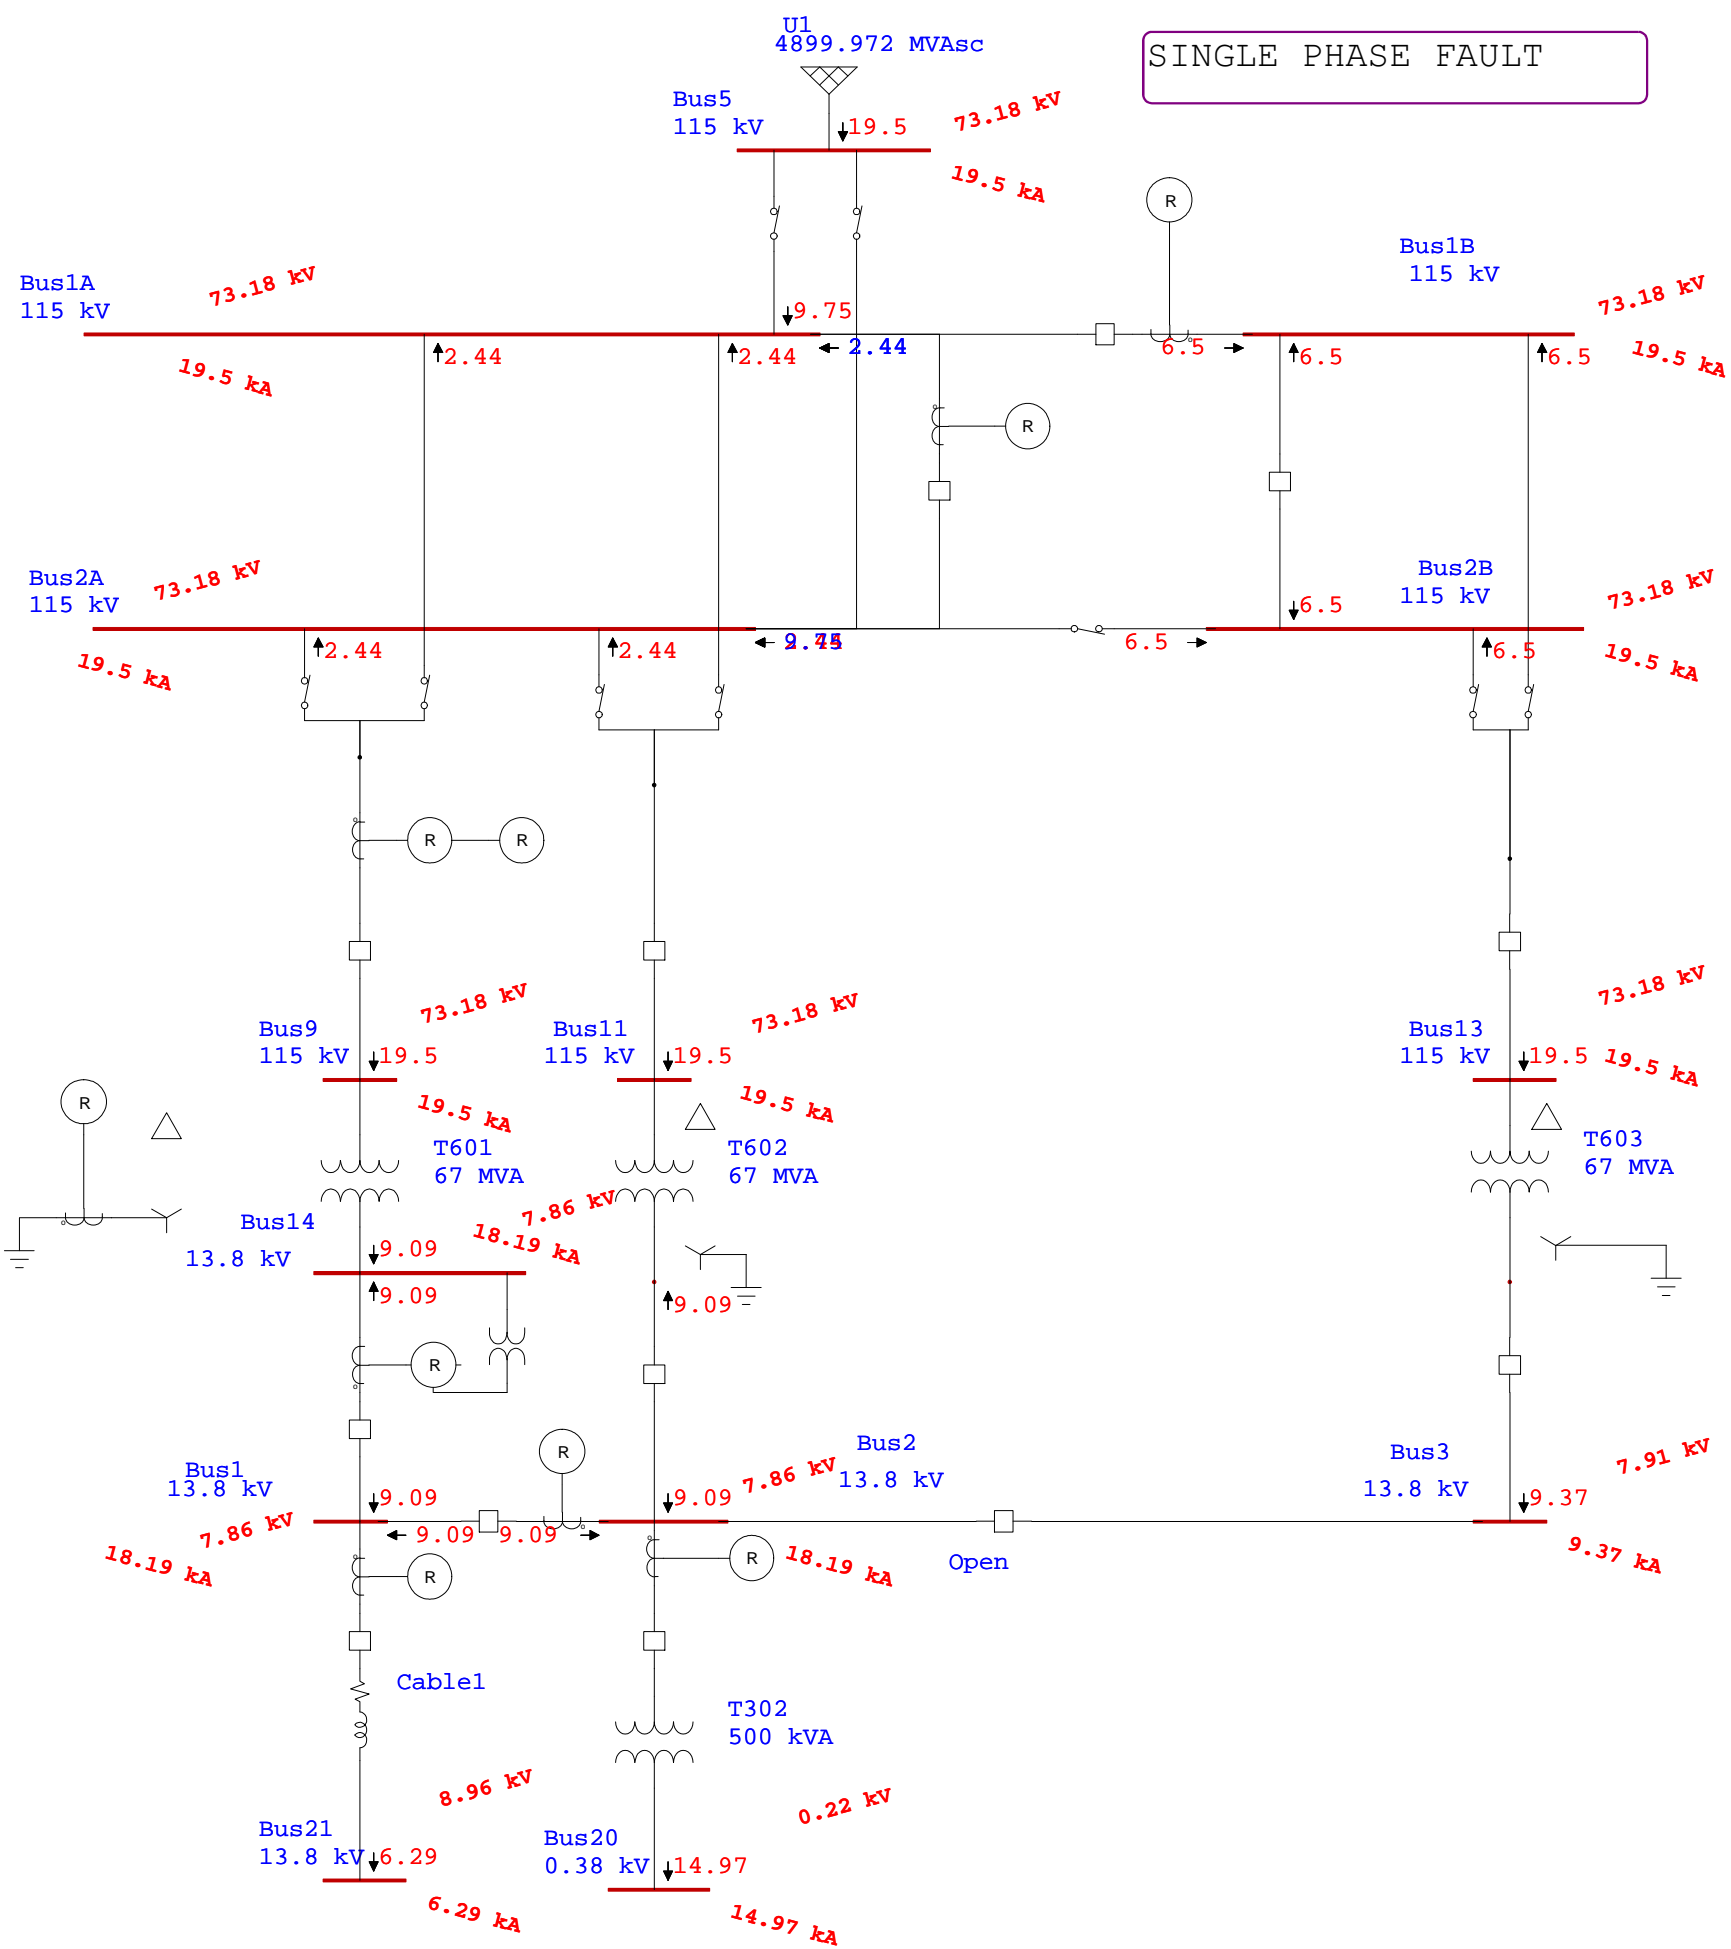 U1
4899.972 MVAsc
SINGLE PHASE FAULT
Bus5
115 kV
19.5
73.18 kV
19.5 kA
R
Bus1A
115 kV
73.18 kV
19.5 kA
9.75
2.44
2.44
2.44
Bus1B
115 kV
73.18 kV
19.5 kA
6.5
6.5
6.5
R
Bus2A
115 kV
73.18 kV
19.5 kA
2.44
2.44
6.5
6.5
Bus2B
115 kV
73.18 kV
19.5 kA
6.5
R
R
Bus9
115 kV
19.5
73.18 kV
19.5 kA
Bus11
115 kV
19.5
73.18 kV
19.5 kA
Bus13
115 kV
19.5
73.18 kV
19.5 kA
R
T601
67 MVA
T602
67 MVA
T603
67 MVA
Bus14
13.8 kV
9.09
9.09
7.86 kV
18.19 kA
9.09
R
R
Bus1
13.8 kV
9.09
7.86 kV
18.19 kA
9.09
9.09
9.09
Bus2
13.8 kV
7.86 kV
18.19 kA
Open
Bus3
13.8 kV
9.37
7.91 kV
9.37 kA
R
R
Cable1
T302
500 kVA
Bus21
13.8 kV
6.29
8.96 kV
6.29 kA
Bus20
0.38 kV
14.97
0.22 kV
14.97 kA